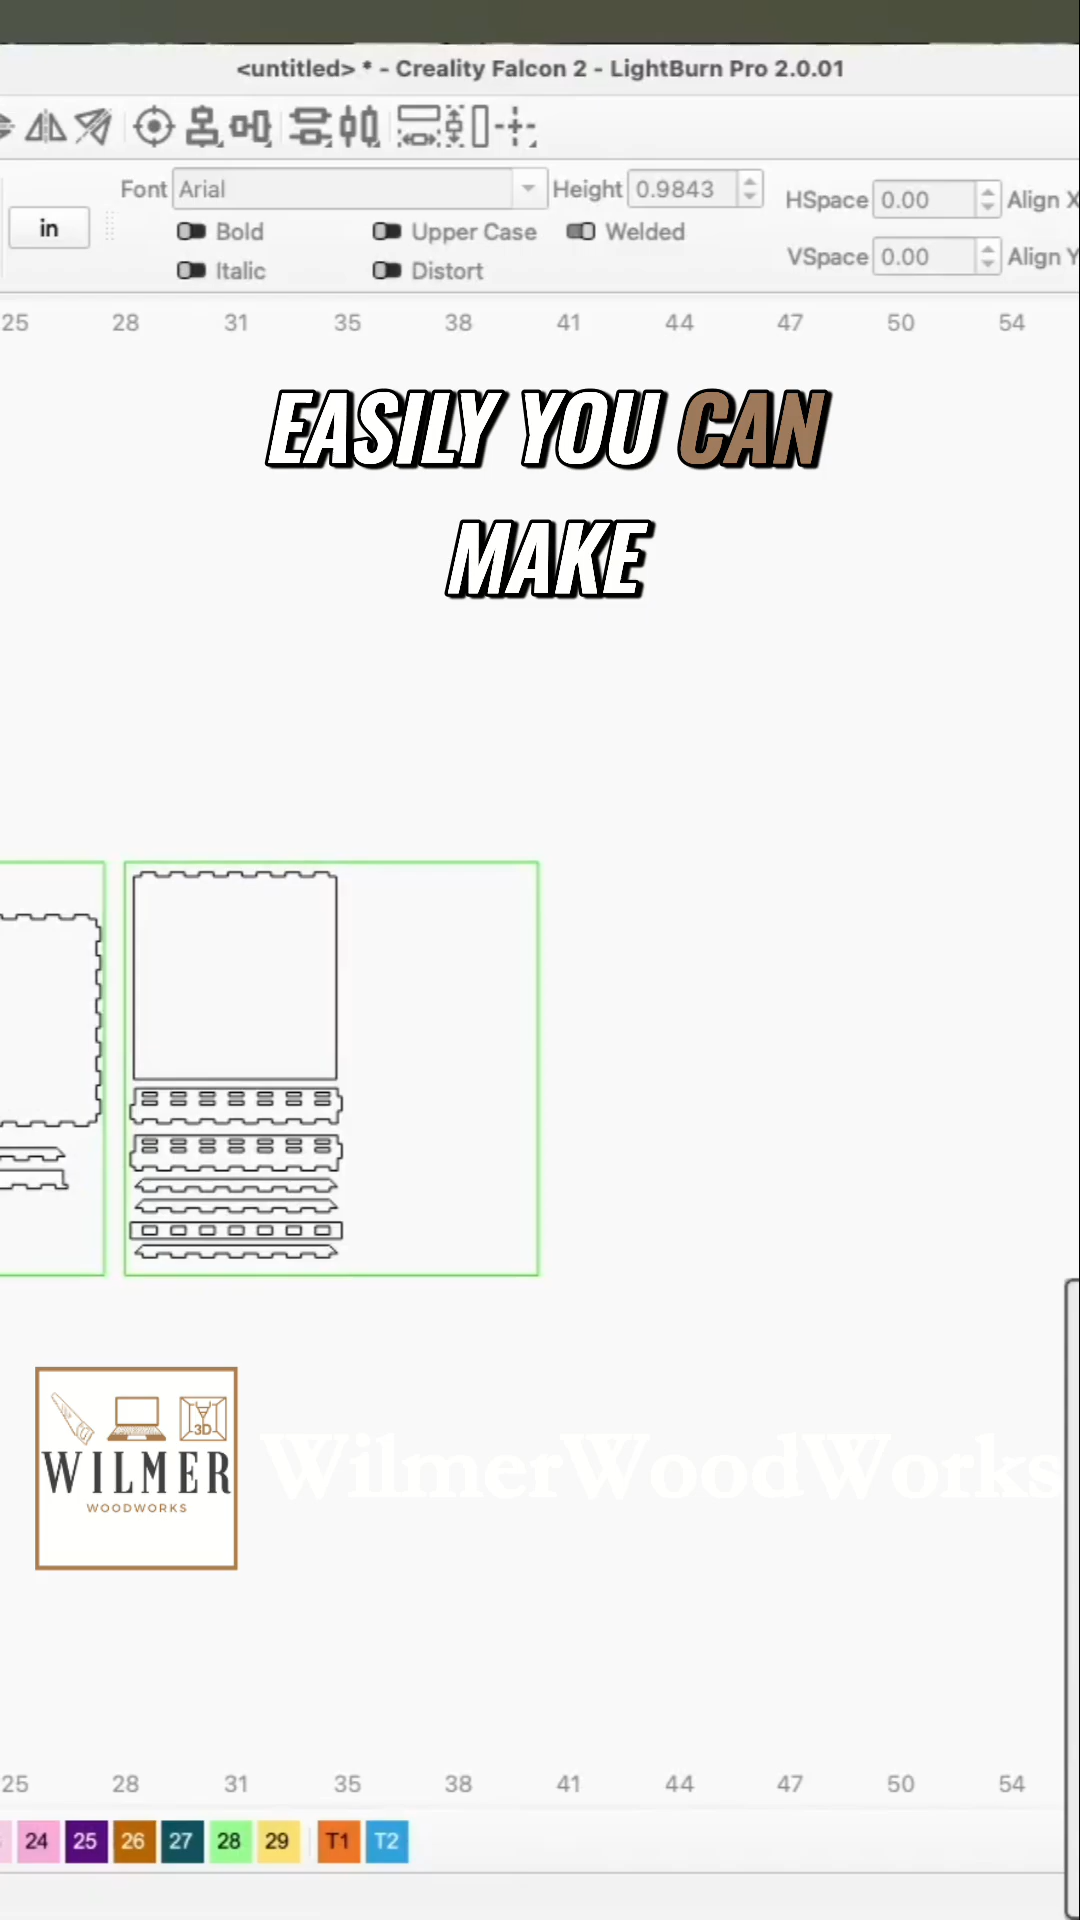 <untitled> * - Creality Falcon 2 - LightBurn Pro 2.0.01
Font Arial Height 0.9843 HSpace 0.00 Align X
in Bold Upper Case Welded
Italic Distort VSpace 0.00 Align Y
25 28 31 35 38 41 44 47 50 54
EASILY YOU CAN
MAKE
3D
WILMER
WOODWORKS
WilmerWoodWorks
25 28 31 35 38 41 44 47 50 54
24 25 26 27 28 29 T1 T2